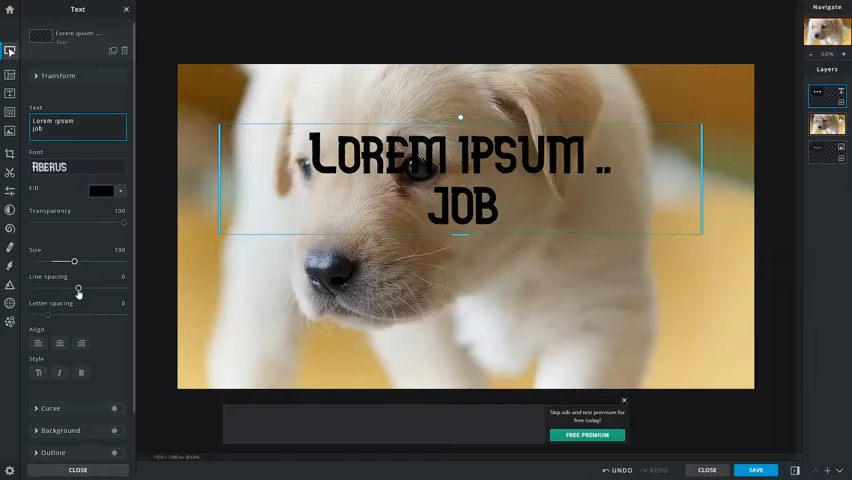 Text
Navigate
Lorem ipsum ....
Text
68%
Transform
Layers
Text
Lorem ipsum ..
job
Font
ABERUS
Fill
Transparency 100
Size 190
Line spacing 0
Letter spacing 0
Align
Style
Curve
Background
Outline
CLOSE
LOREM IPSUM ..
JOB
Skip ads and test premium for
free today!
FREE PREMIUM
UNDO
REDO
CLOSE
SAVE